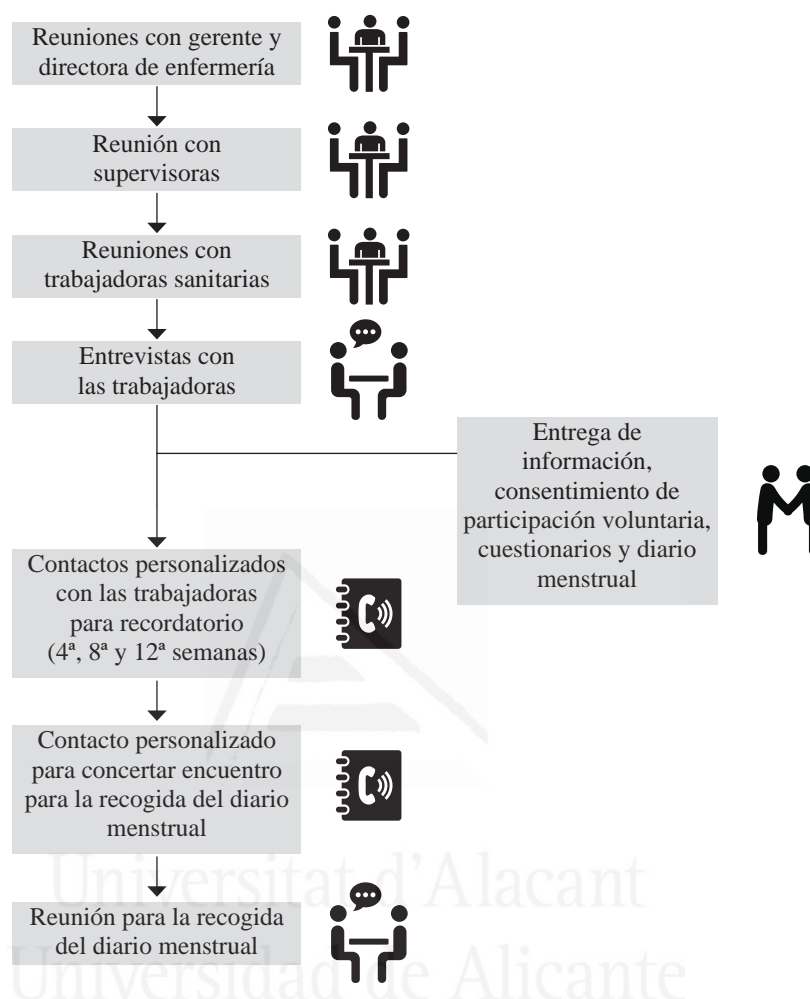 Reuniones con gerente y
directora de enfermería
Reunión con
supervisoras
Reuniones con
trabajadoras sanitarias
Entrevistas con
las trabajadoras
Entrega de
información,
consentimiento de
participación voluntaria,
cuestionarios y diario
menstrual
Contactos personalizados
con las trabajadoras
para recordatorio
(4ª, 8ª y 12ª semanas)
Contacto personalizado
para concertar encuentro
para la recogida del diario
menstrual
Reunión para la recogida
del diario menstrual
Universitat d'Alacant
Universidad de Alicante